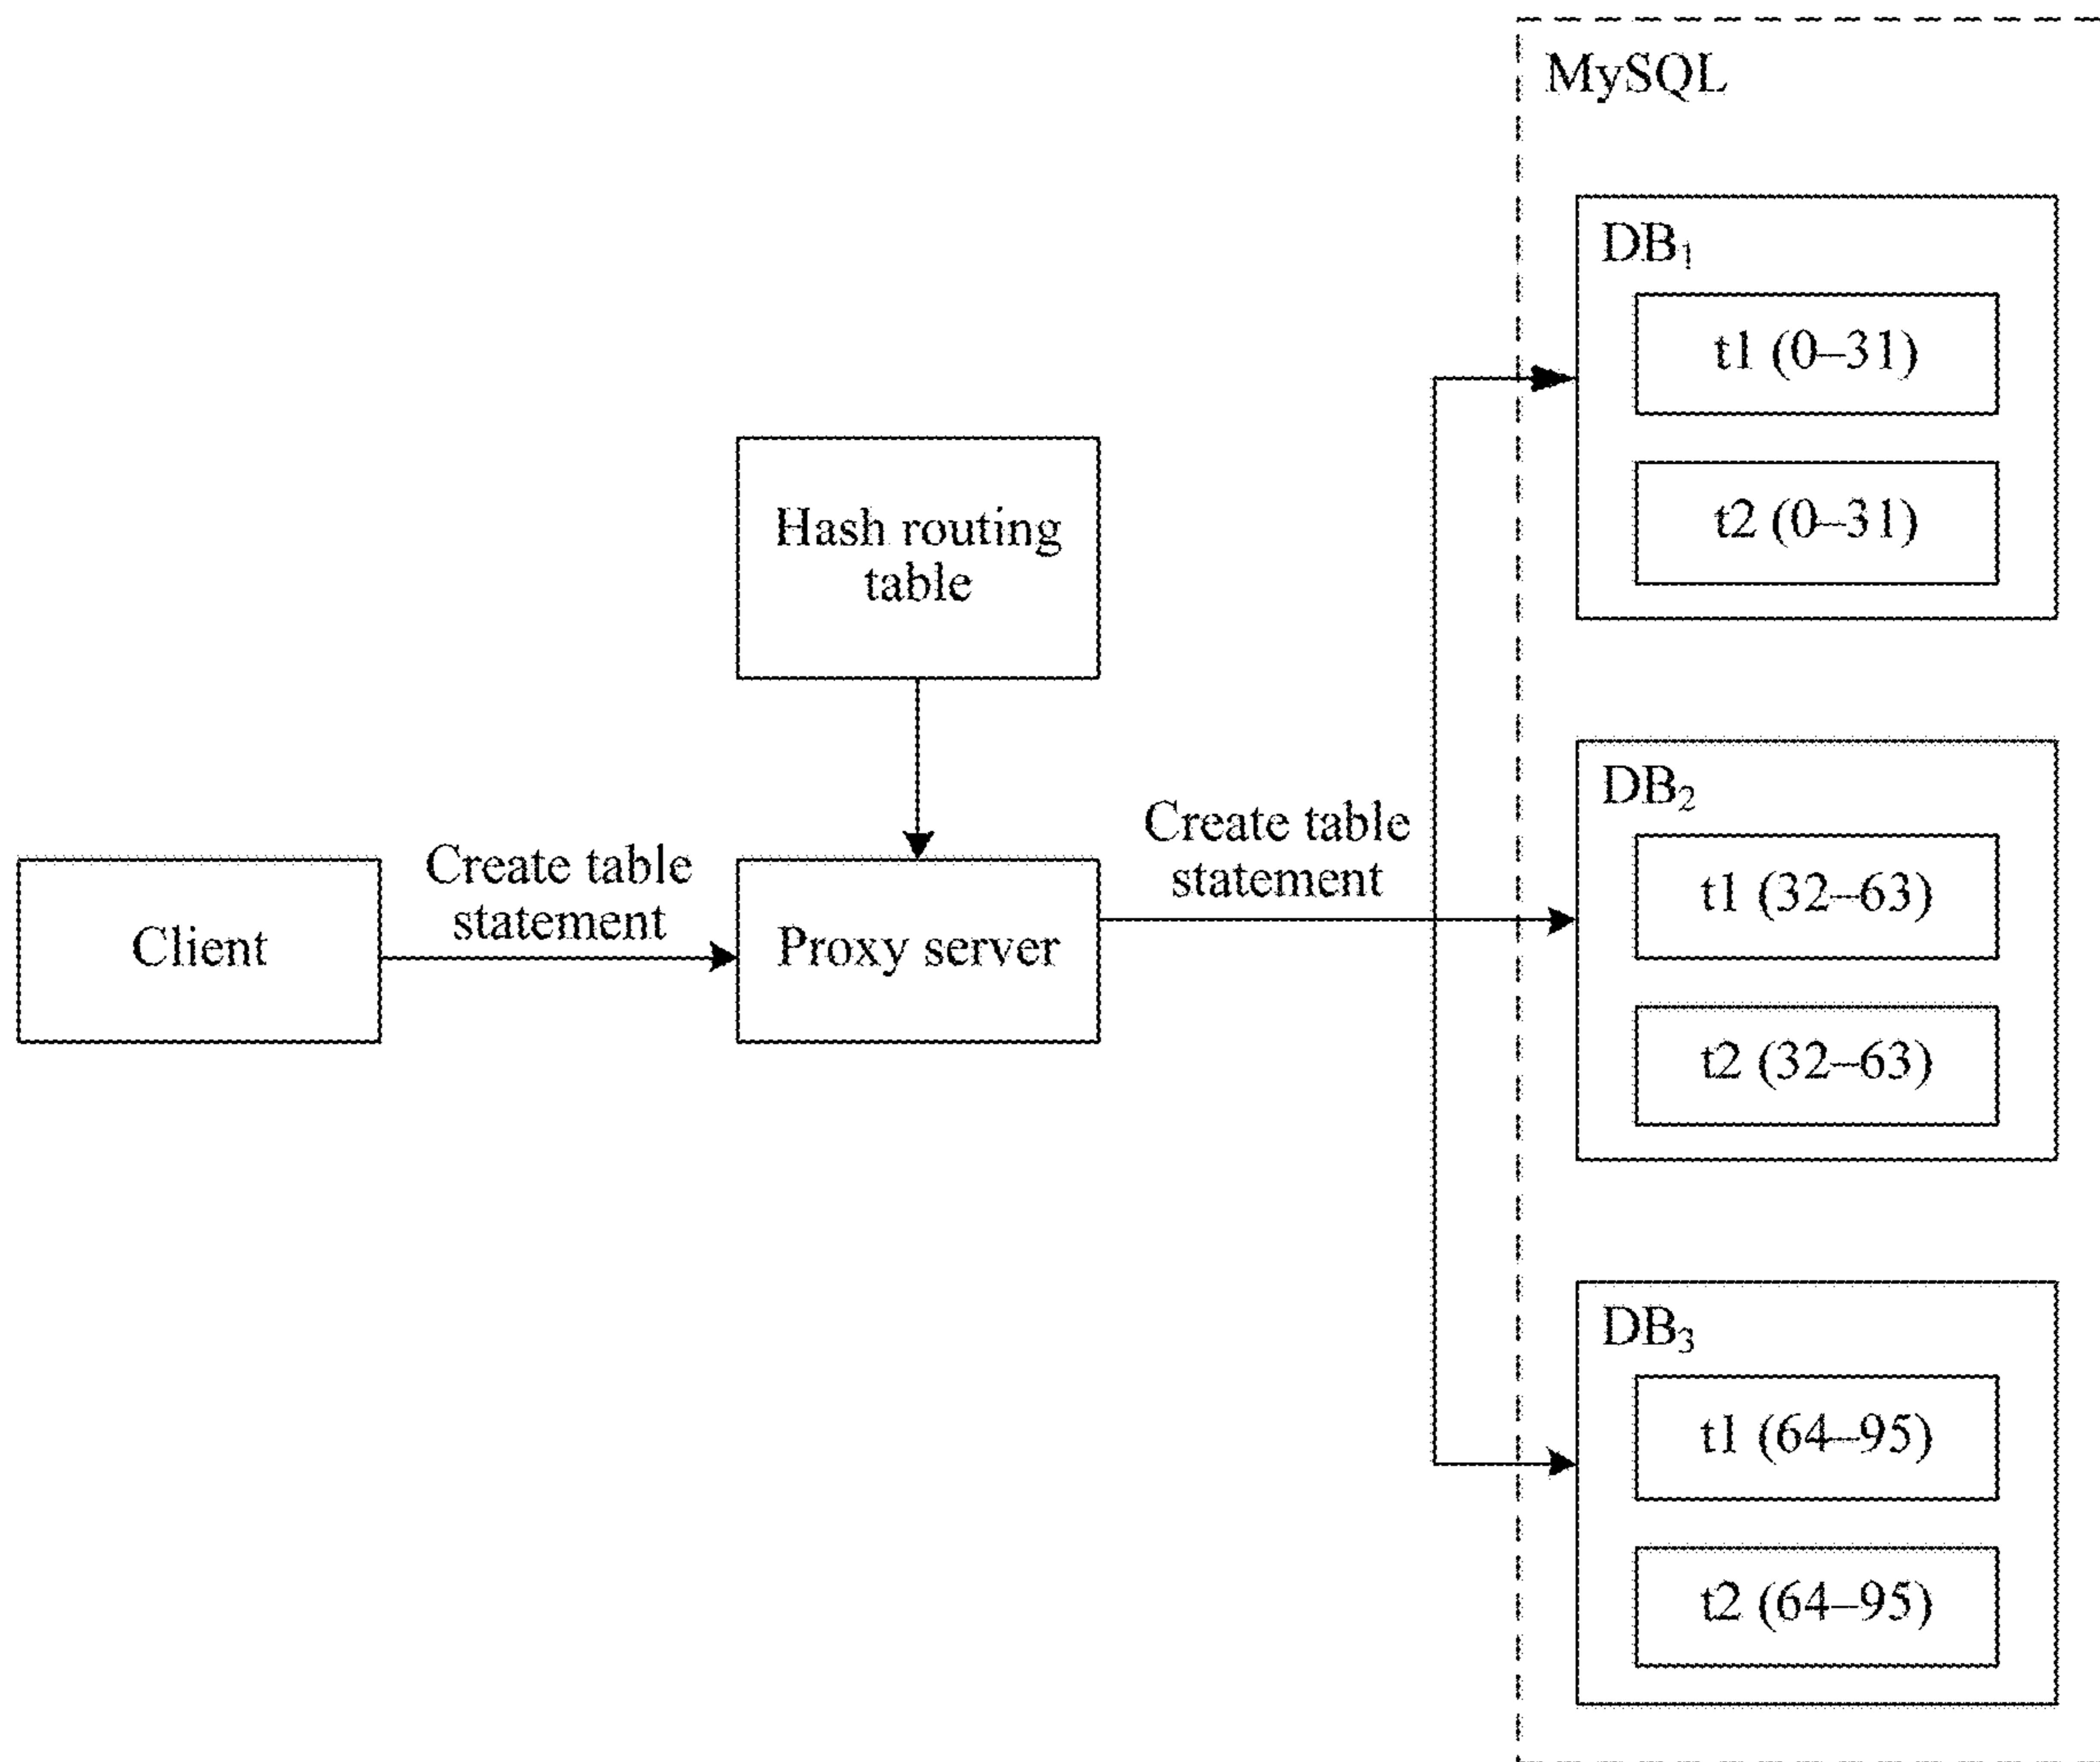 MySQL
DB₁
t1 (0–31)
t2 (0–31)
Hash routing
table
DB₂
Create table
statement
t1 (32–63)
Create table
statement
Client
Proxy server
t2 (32–63)
DB₃
t1 (64–95)
t2 (64–95)